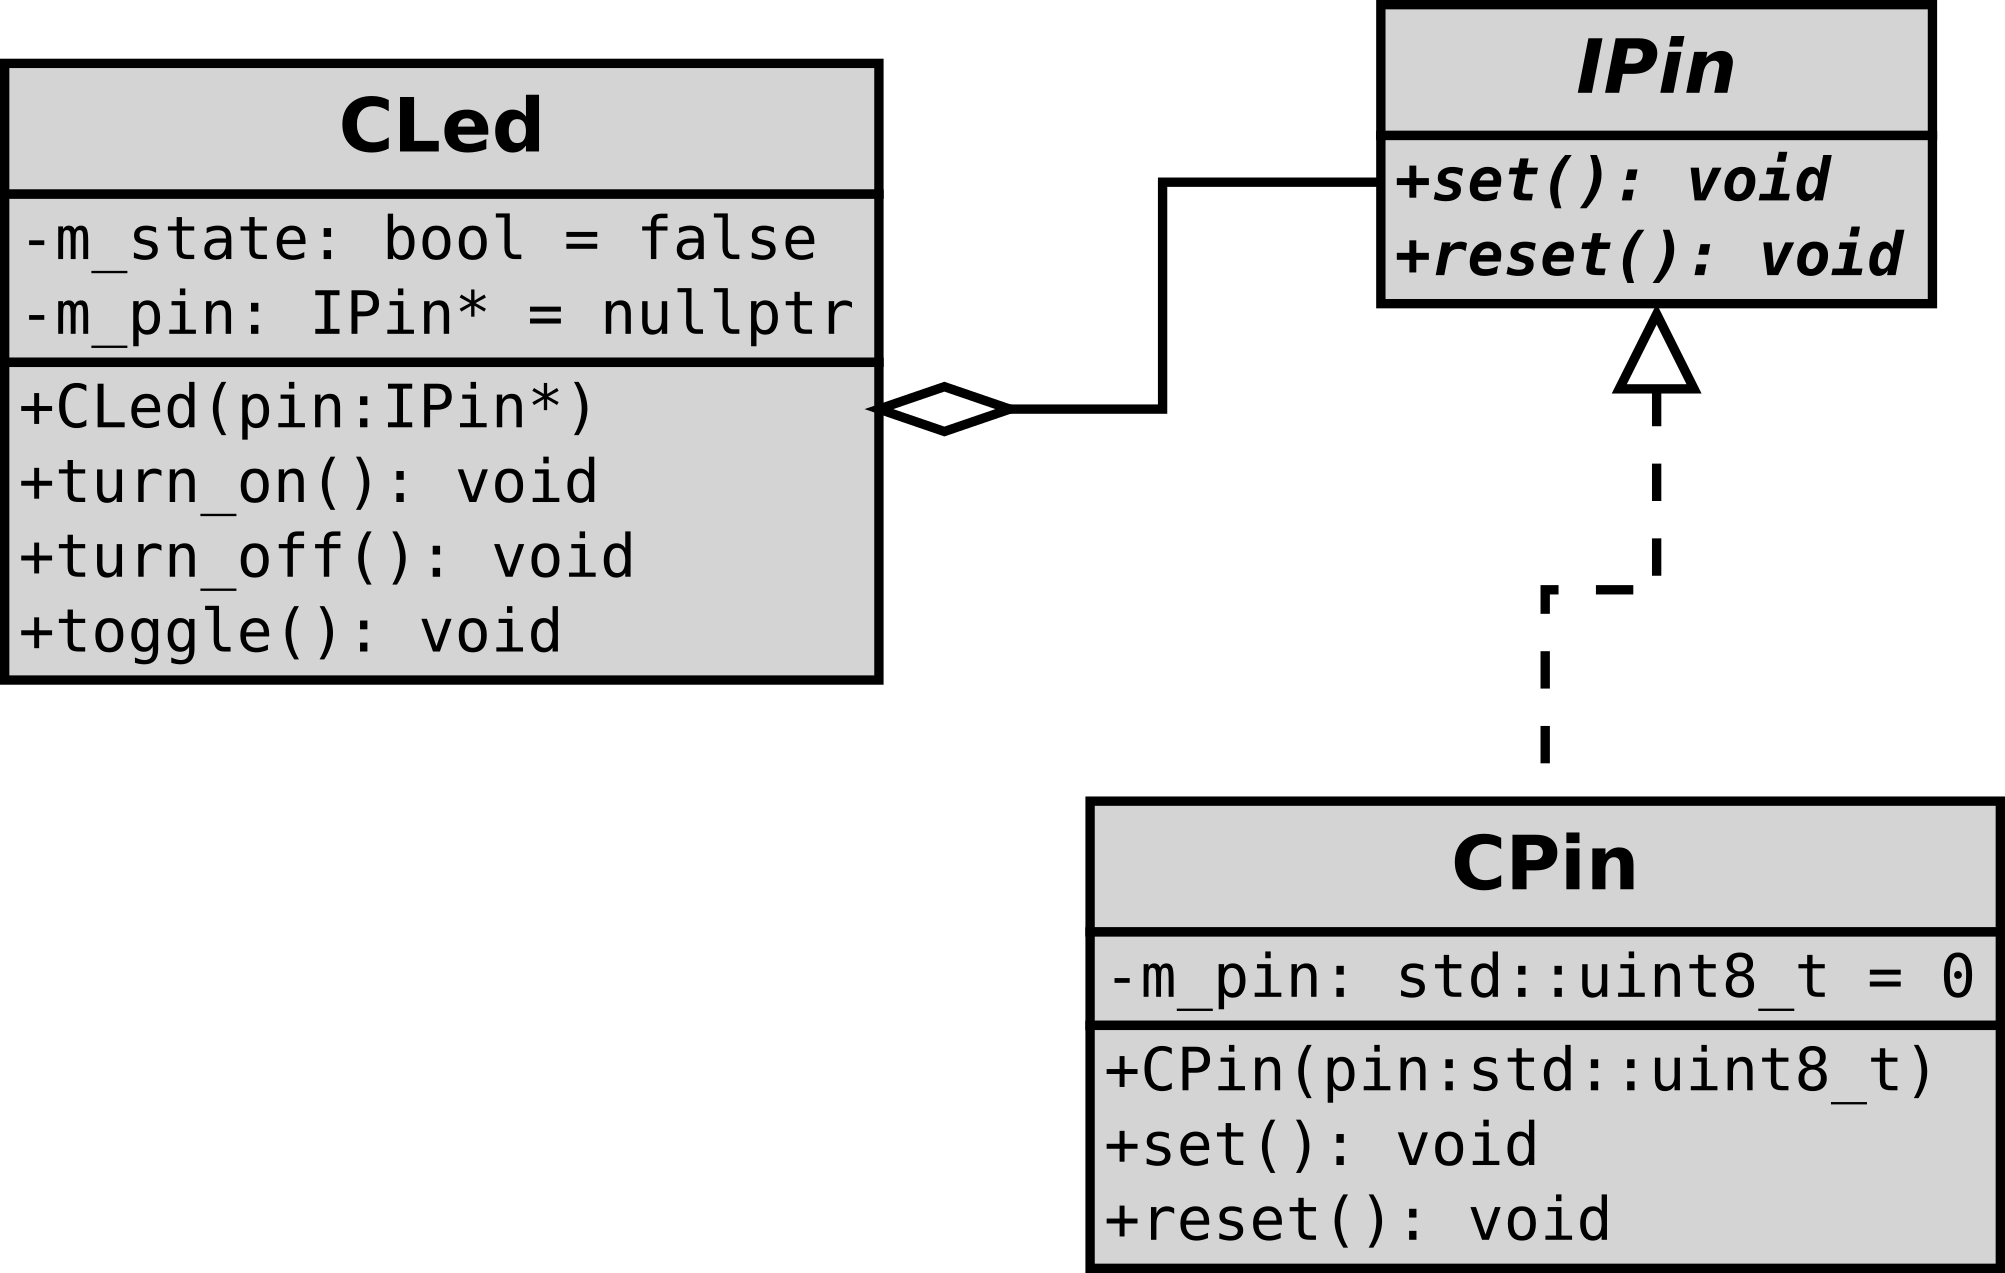 CLed
-m_state: bool = false
-m_pin: IPin* = nullptr
+CLed(pin:IPin*)
+turn_on(): void
+turn_off(): void
+toggle(): void
IPin
+set(): void
+reset(): void
CPin
-m_pin: std::uint8_t = 0
+CPin(pin:std::uint8_t)
+set(): void
+reset(): void